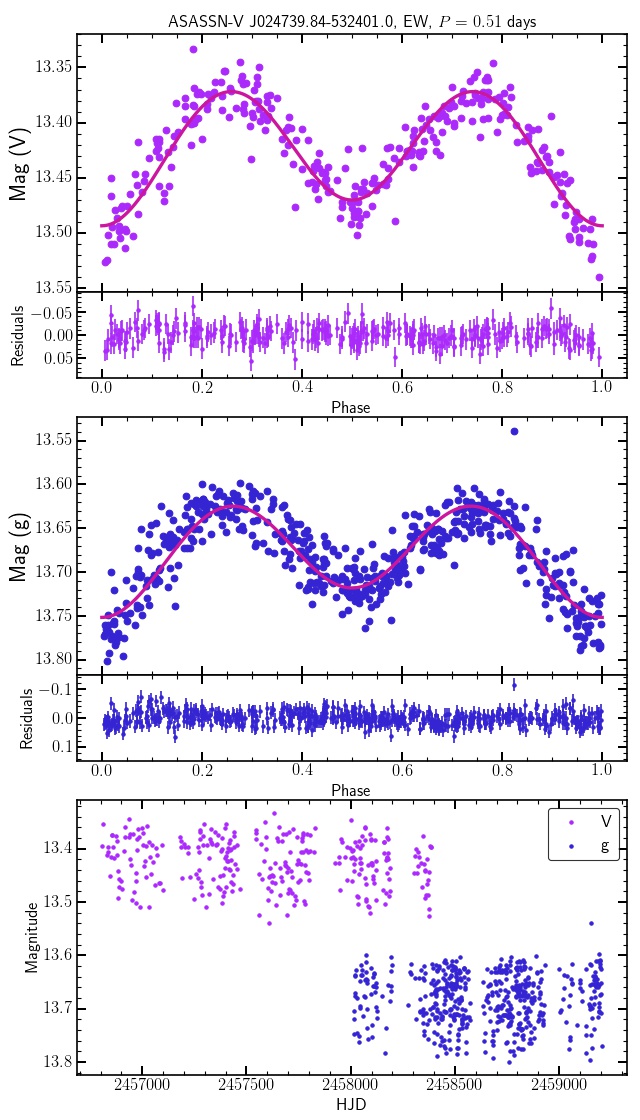 ASASSN-V J024739.84-532401.0, EW, P = 0.51 days
Mag (V)
13.35
13.40
13.45
13.50
13.55
Residuals
−0.05
0.00
0.05
0.0 0.2 0.4 0.6 0.8 1.0
Phase
Mag (g)
13.55
13.60
13.65
13.70
13.75
13.80
Residuals
−0.1
0.0
0.1
0.0 0.2 0.4 0.6 0.8 1.0
Phase
Magnitude
13.4
13.5
13.6
13.7
13.8
V
g
2457000 2457500 2458000 2458500 2459000
HJD